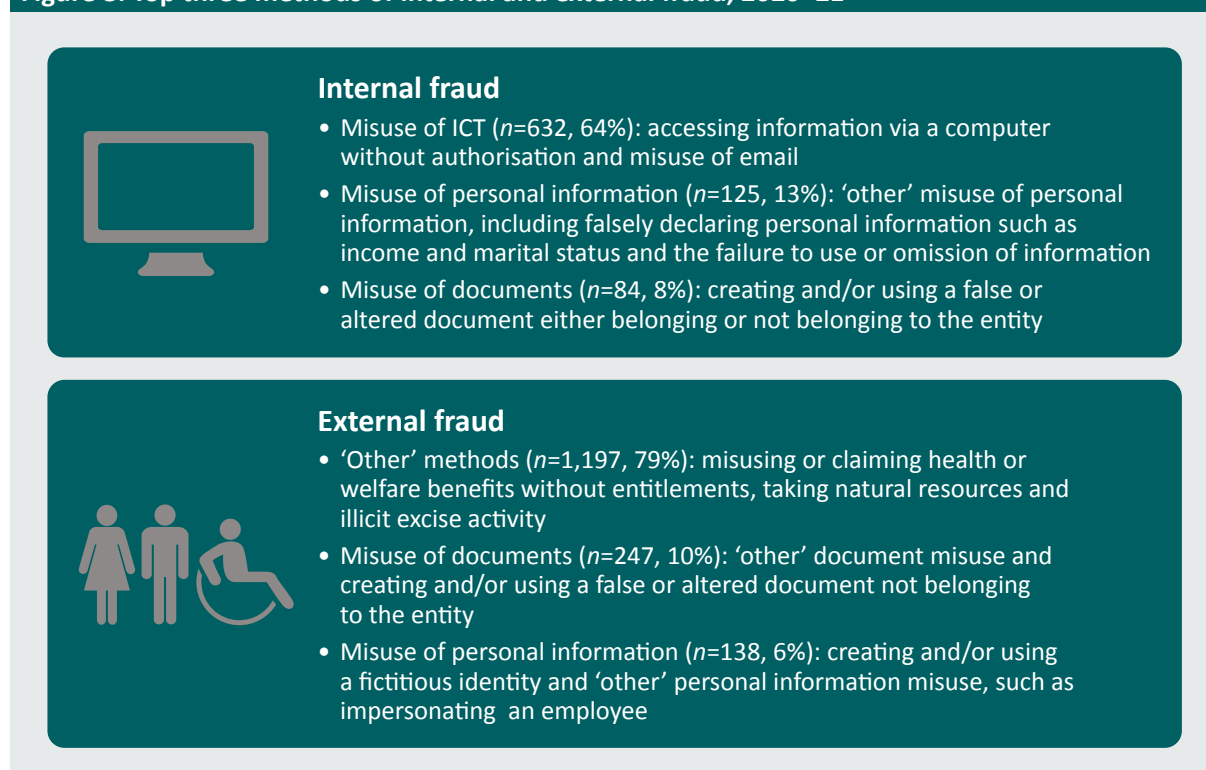 Internal fraud
• Misuse of ICT (n=632, 64%): accessing information via a computer
without authorisation and misuse of email
• Misuse of personal information (n=125, 13%): ‘other’ misuse of personal
information, including falsely declaring personal information such as
income and marital status and the failure to use or omission of information
• Misuse of documents (n=84, 8%): creating and/or using a false or
altered document either belonging or not belonging to the entity
External fraud
• ‘Other’ methods (n=1,197, 79%): misusing or claiming health or
welfare benefits without entitlements, taking natural resources and
illicit excise activity
• Misuse of documents (n=247, 10%): ‘other’ document misuse and
creating and/or using a false or altered document not belonging
to the entity
• Misuse of personal information (n=138, 6%): creating and/or using
a fictitious identity and ‘other’ personal information misuse, such as
impersonating an employee